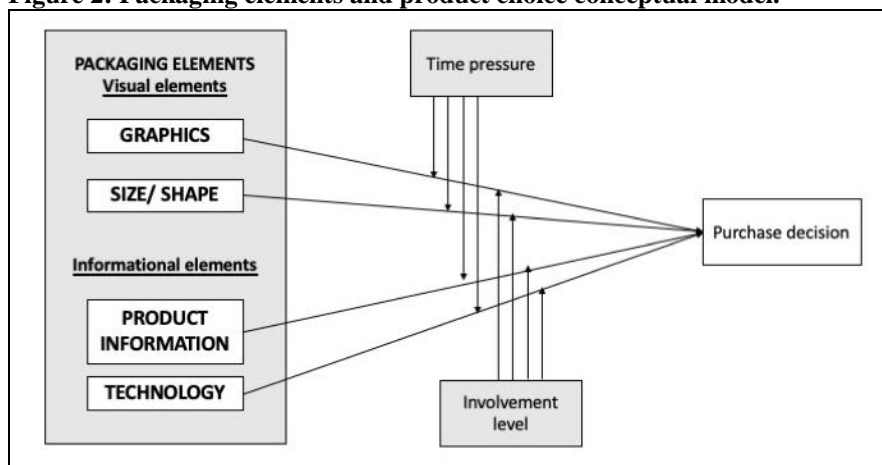 Figure 2: Packaging elements and product choice conceptual model.
PACKAGING ELEMENTS
Visual elements
GRAPHICS
SIZE/ SHAPE
Informational elements
PRODUCT
INFORMATION
TECHNOLOGY
Time pressure
Involvement
level
Purchase decision